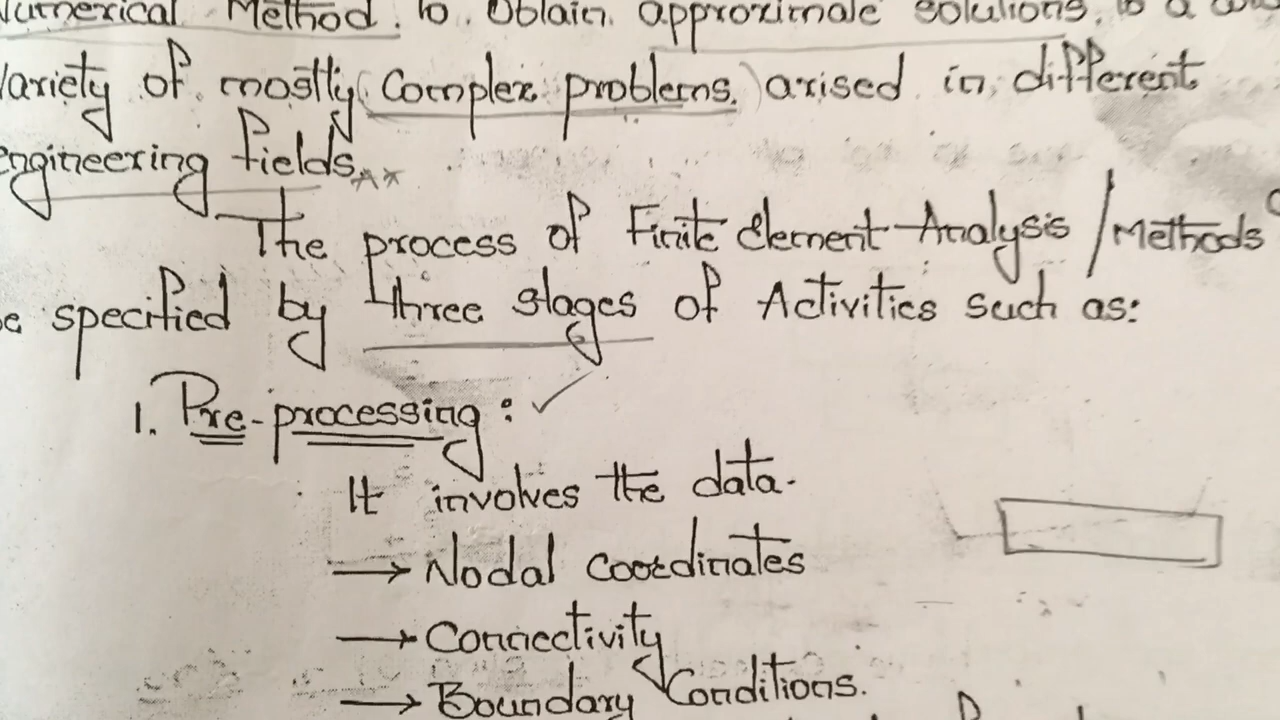 Numerical Method. to obtain approximate solutions, to a
variety of mostly (Complex problems.) arised in different
engineering fields.
The process of Finite Element Analysis / Methods
be specified by three stages of Activities such as:
1. Pre-processing:
It involves the data.
→ Nodal coordinates
→ Connectivity
→ Boundary Conditions.